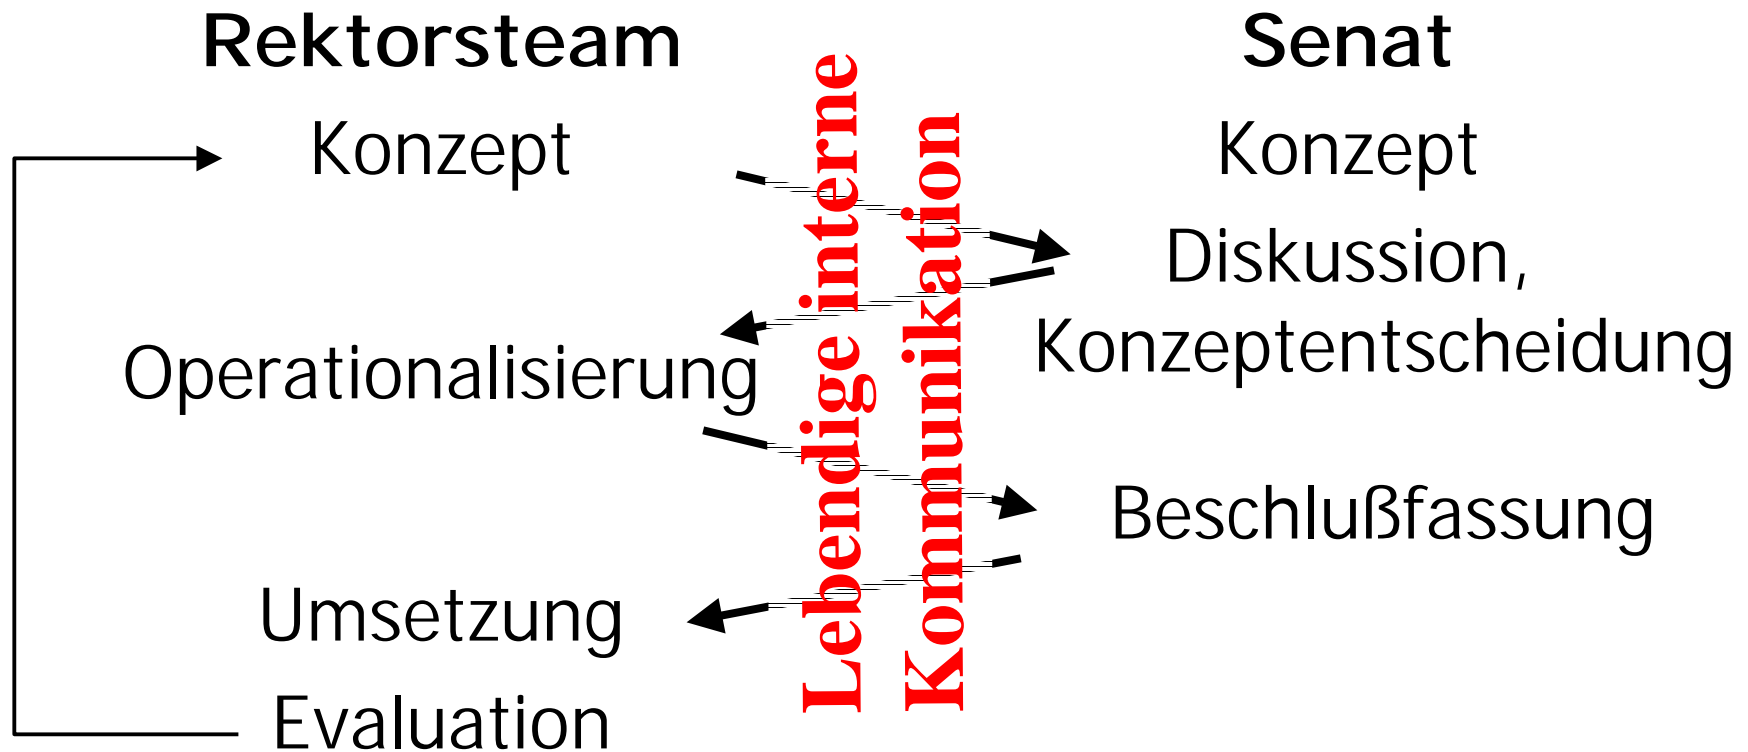 Rektorsteam
Konzept
Operationalisierung
Umsetzung
Evaluation
Lebendige interne
Kommunikation
Senat
Konzept
Diskussion,
Konzeptentscheidung
Beschlußfassung